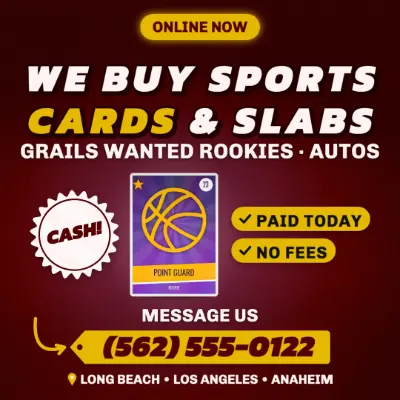 ONLINE NOW
WE BUY SPORTS
CARDS & SLABS
GRAILS WANTED ROOKIES · AUTOS
CASH!
23
POINT GUARD
PAID TODAY
NO FEES
MESSAGE US
(562) 555-0122
LONG BEACH • LOS ANGELES • ANAHEIM